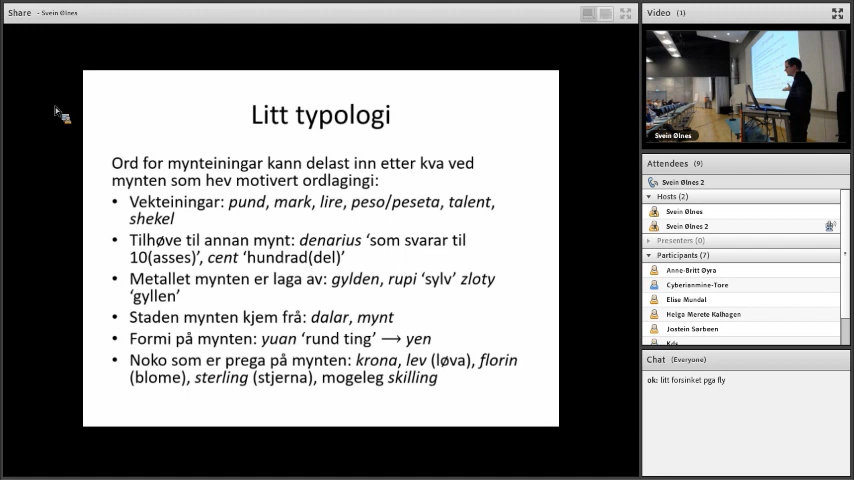 Share - Svein Ølnes
Litt typologi
Ord for mynteiningar kann delast inn etter kva ved
mynten som hev motivert ordlagingi:
• Vekteiningar: pund, mark, lire, peso/peseta, talent,
shekel
• Tilhøve til annan mynt: denarius ‘som svarar til
10(asses)’, cent ‘hundrad(del)’
• Metallet mynten er laga av: gylden, rupi ‘sylv’ zloty
‘gyllen’
• Staden mynten kjem frå: dalar, mynt
• Formi på mynten: yuan ‘rund ting’ ⟶ yen
• Noko som er prega på mynten: krona, lev (løva), florin
(blome), sterling (stjerna), mogeleg skilling
Video (1)
Svein Ølnes
Attendees (9)
Svein Ølnes 2
Hosts (2)
Svein Ølnes
Svein Ølnes 2
Presenters (0)
Participants (7)
Anne-Britt Øyra
Cyberianmine-Tore
Elise Mundal
Helga Merete Kalhagen
Jostein Sørbøen
Chat (Everyone)
ok: litt forsinket pga fly